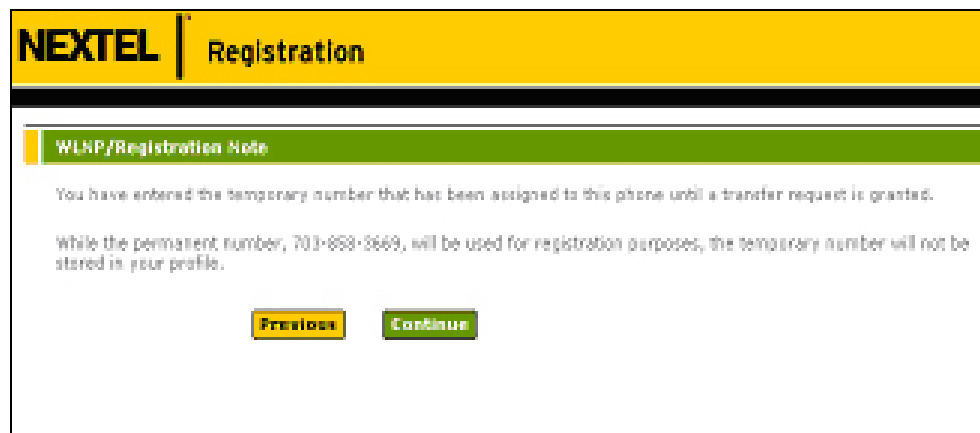 NEXTEL
Registration
WLNP/Registration Note
You have entered the temporary number that has been assigned to this phone until a transfer request is granted.
While the permanent number, 703-858-3669, will be used for registration purposes, the temporary number will not be
stored in your profile.
Previous
Continue